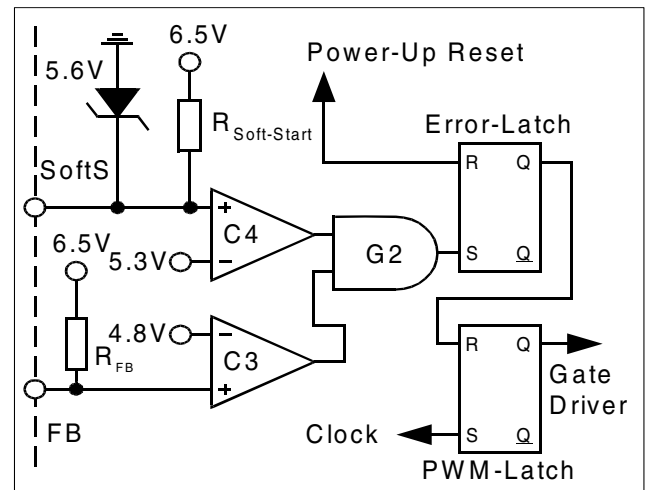 6.5V
Power-Up Reset
5.6V
R Soft-Start
Error-Latch
SoftS
R Q
+
C4
6.5V
G2
5.3V
-
S Q
4.8V
-
R FB
C3
R Q
+
Gate
Driver
FB
Clock
S Q
PWM-Latch